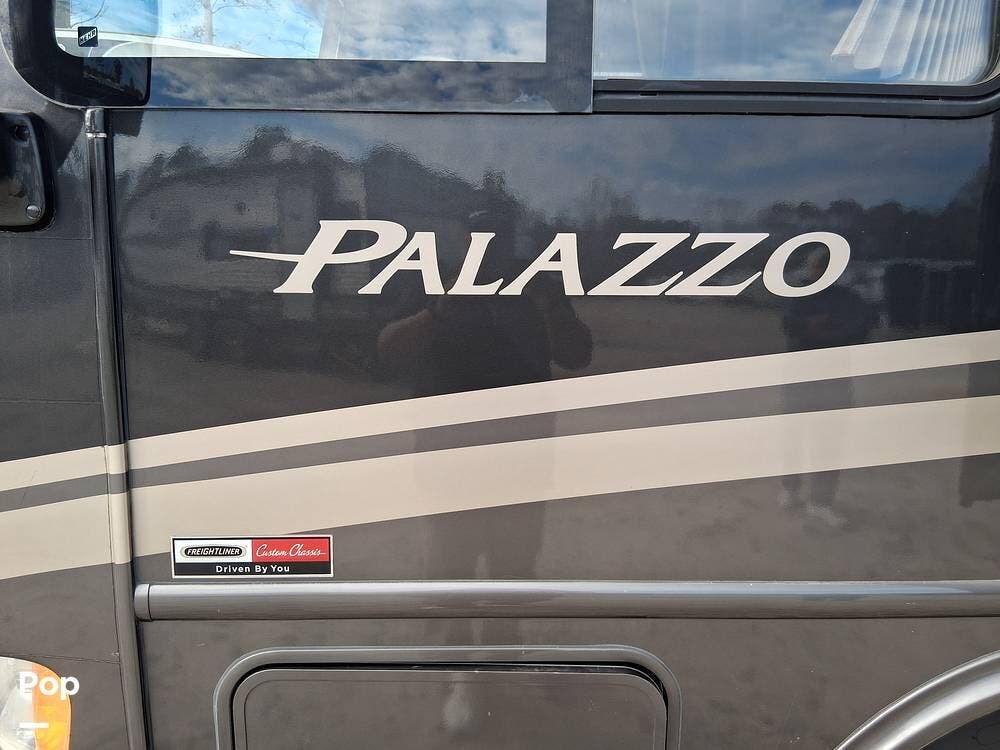 PALAZZO
FREIGHTLINER Custom Chassis
Driven By You
Pop